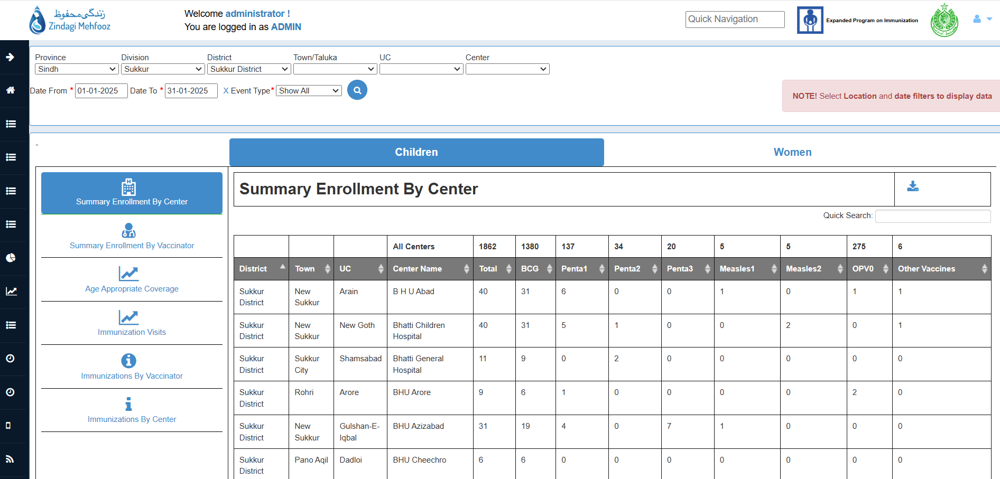 زندگی محفوظ
Zindagi Mehfooz
Welcome administrator !
You are logged in as ADMIN
Quick Navigation
Expanded Program on Immunization
Province Division District Town/Taluka UC Center
Sindh Sukkur Sukkur District
Date From * 01-01-2025 Date To * 31-01-2025 X Event Type* Show All
NOTE! Select Location and date filters to display data
-
Children Women
Summary Enrollment By Center
Summary Enrollment By Vaccinator
Age Appropriate Coverage
Immunization Visits
Immunizations By Vaccinator
Immunizations By Center
Summary Enrollment By Center
Quick Search:
All Centers 1862 1380 137 34 20 5 5 275 6
District Town UC Center Name Total BCG Penta1 Penta2 Penta3 Measles1 Measles2 OPV0 Other Vaccines
Sukkur New Arain B H U Abad 40 31 6 0 0 1 0 1 1
District Sukkur
Sukkur New New Goth Bhatti Children 40 31 5 1 0 0 2 0 1
District Sukkur Hospital
Sukkur Sukkur Shamsabad Bhatti General 11 9 0 2 0 0 0 0 0
District City Hospital
Sukkur Rohri Arore BHU Arore 9 6 1 0 0 0 0 2 0
District
Sukkur New Gulshan-E- BHU Azizabad 31 19 4 0 7 1 0 0 0
District Sukkur Iqbal
Sukkur Pano Aqil Dadloi BHU Cheechro 6 6 0 0 0 0 0 0 0
District